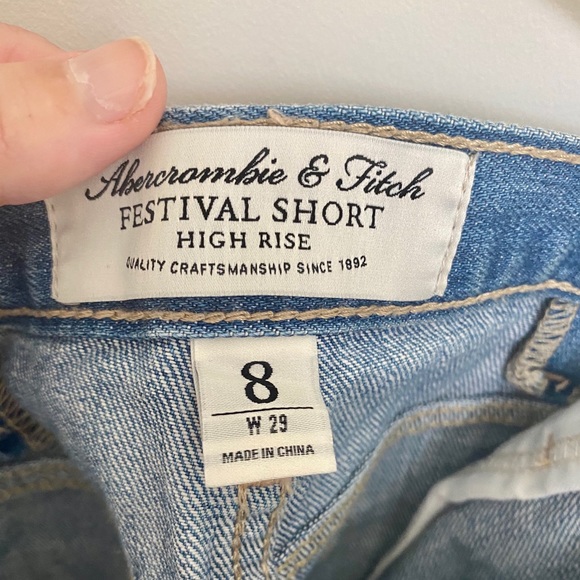 Abercrombie & Fitch
FESTIVAL SHORT
HIGH RISE
QUALITY CRAFTSMANSHIP SINCE 1892
8
W 29
MADE IN CHINA